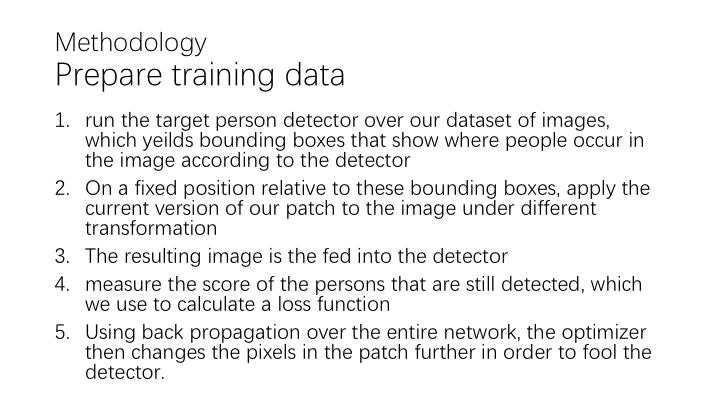 Methodology
Prepare training data
1. run the target person detector over our dataset of images,
which yeilds bounding boxes that show where people occur in
the image according to the detector
2. On a fixed position relative to these bounding boxes, apply the
current version of our patch to the image under different
transformation
3. The resulting image is the fed into the detector
4. measure the score of the persons that are still detected, which
we use to calculate a loss function
5. Using back propagation over the entire network, the optimizer
then changes the pixels in the patch further in order to fool the
detector.